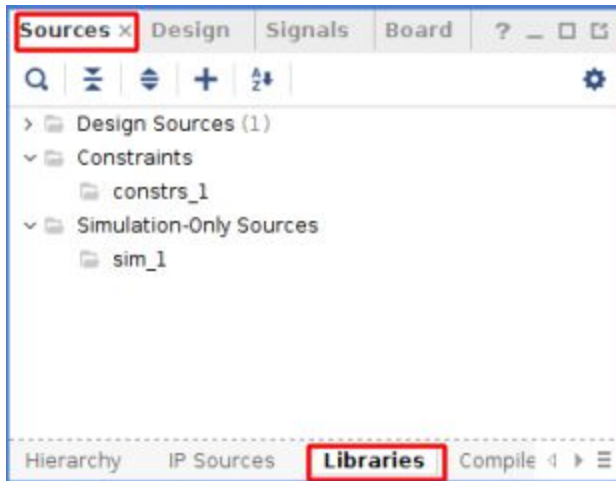 Sources × Design Signals Board ? _
Design Sources (1)
Constraints
constrs_1
Simulation-Only Sources
sim_1
Hierarchy IP Sources Libraries Compile